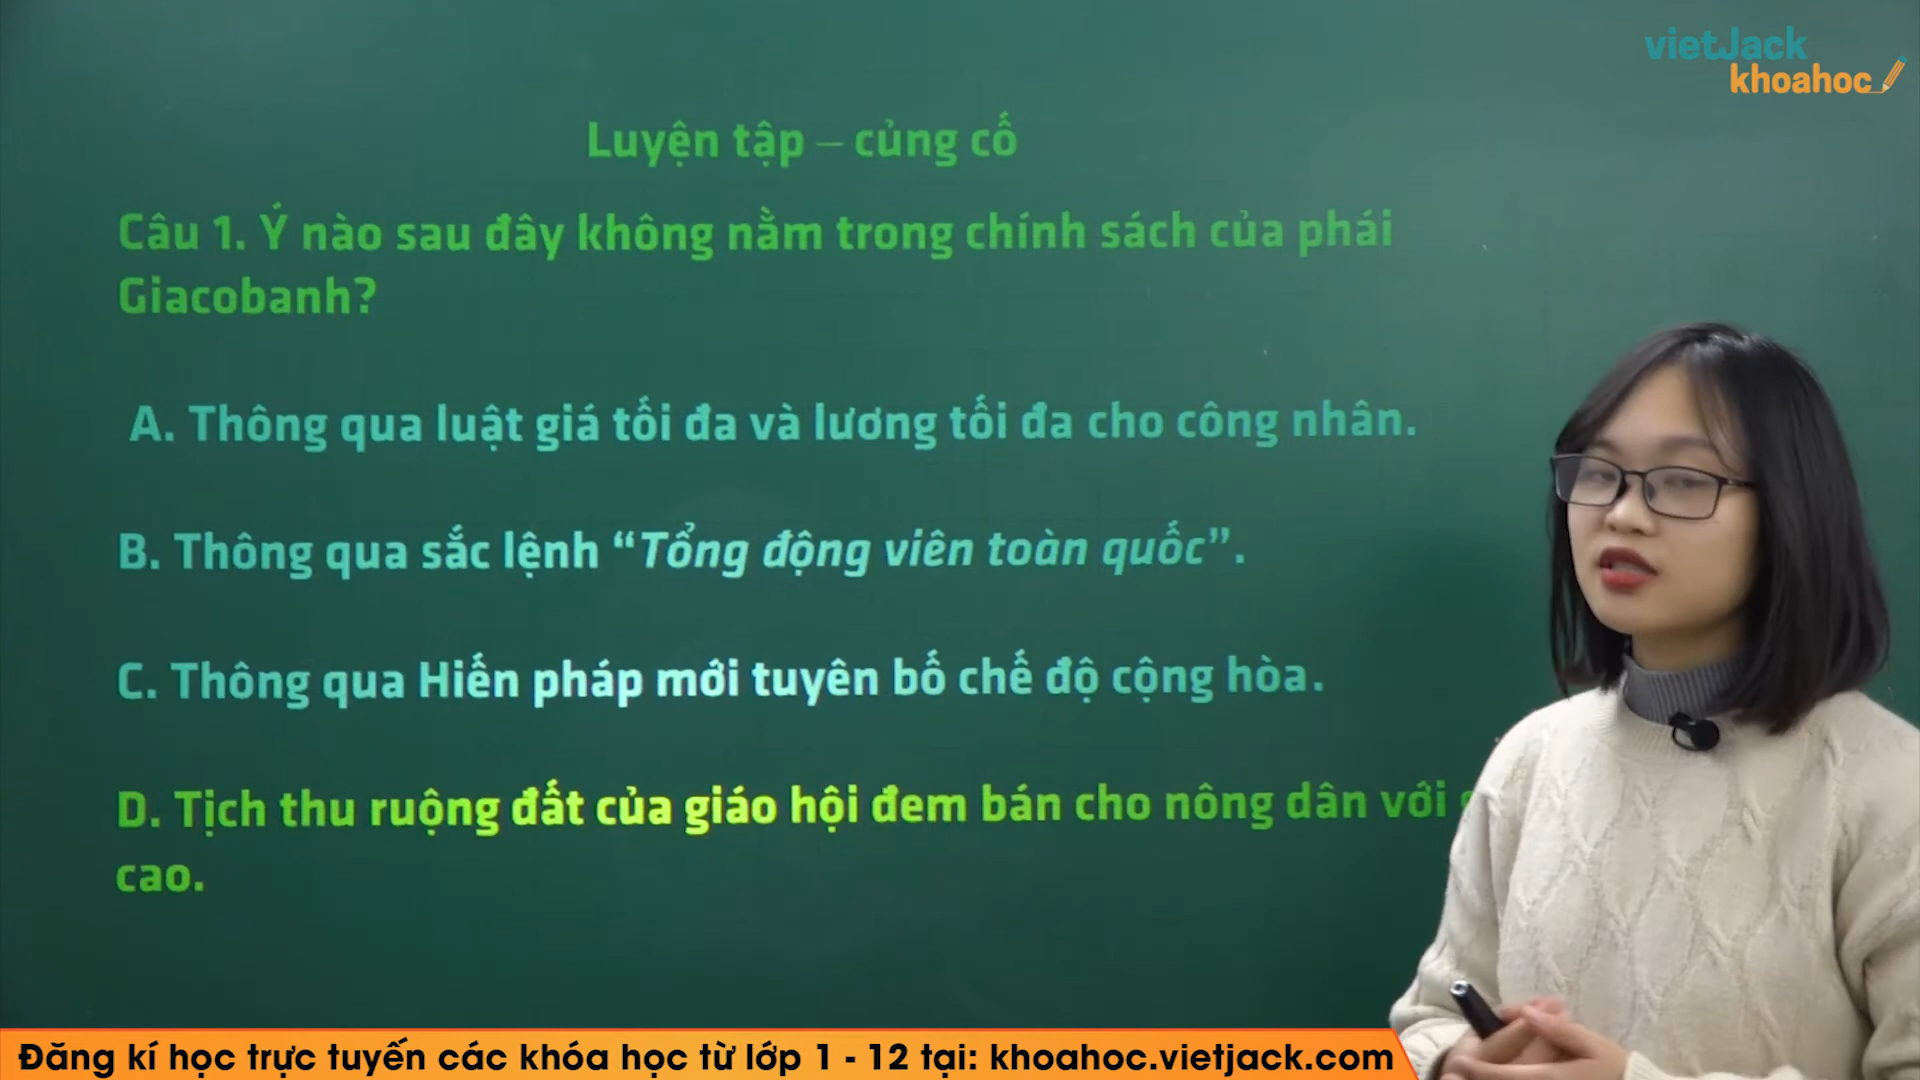 vietJack
khoahoc
Luyện tập – củng cố
Câu 1. Ý nào sau đây không nằm trong chính sách của phái
Giacobanh?
A. Thông qua luật giá tối đa và lương tối đa cho công nhân.
B. Thông qua sắc lệnh “Tổng động viên toàn quốc”.
C. Thông qua Hiến pháp mới tuyên bố chế độ cộng hòa.
D. Tịch thu ruộng đất của giáo hội đem bán cho nông dân với
cao.
Đăng kí học trực tuyến các khóa học từ lớp 1 - 12 tại: khoahoc.vietjack.com